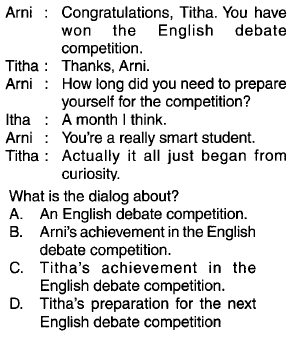 Arni : Congratulations, Titha. You have
won the English debate
competition.
Titha : Thanks, Arni.
Arni : How long did you need to prepare
yourself for the competition?
Itha : A month I think.
Arni : You're a really smart student.
Titha : Actually it all just began from
curiosity.
What is the dialog about?
A. An English debate competition.
B. Arni's achievement in the English
debate competition.
C. Titha's achievement in the
English debate competition.
D. Titha's preparation for the next
English debate competition